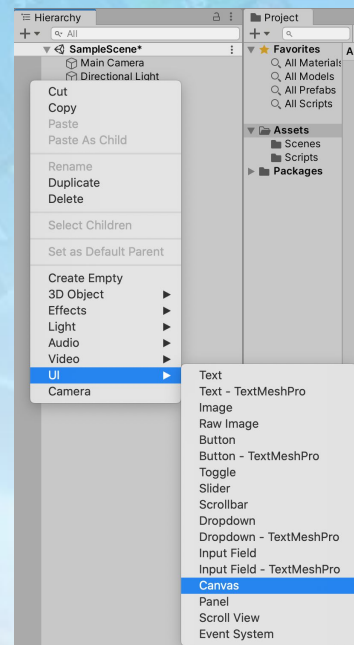 Hierarchy
All
SampleScene*
Main Camera
Directional Light
Cut
Copy
Paste
Paste As Child
Rename
Duplicate
Delete
Select Children
Set as Default Parent
Create Empty
3D Object
Effects
Light
Audio
Video
UI
Camera
Text
Text - TextMeshPro
Image
Raw Image
Button
Button - TextMeshPro
Toggle
Slider
Scrollbar
Dropdown
Dropdown - TextMeshPro
Input Field
Input Field - TextMeshPro
Canvas
Panel
Scroll View
Event System
Project
Favorites
A
All Materials
All Models
All Prefabs
All Scripts
Assets
Scenes
Scripts
Packages